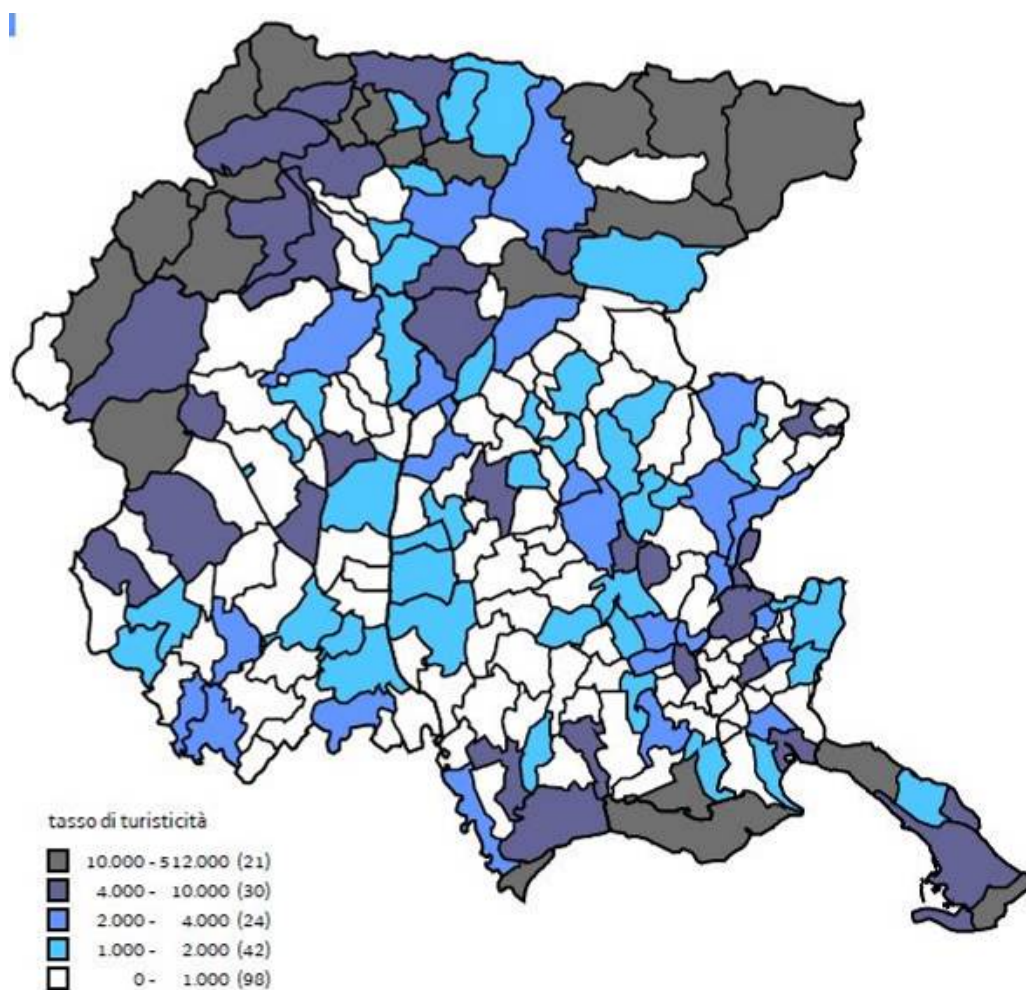 tasso di turisticità
10.000 - 512.000 (21)
4.000 - 10.000 (30)
2.000 - 4.000 (24)
1.000 - 2.000 (42)
0 - 1.000 (98)